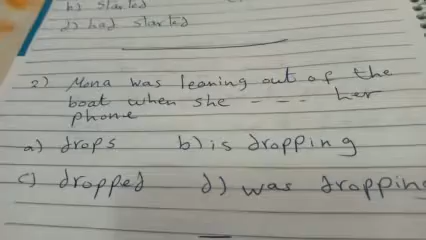 b) started
d) had started
2) Mona was leaning out of the
boat when she - - - - her
phone
a) drops b) is dropping
c) dropped d) was dropping